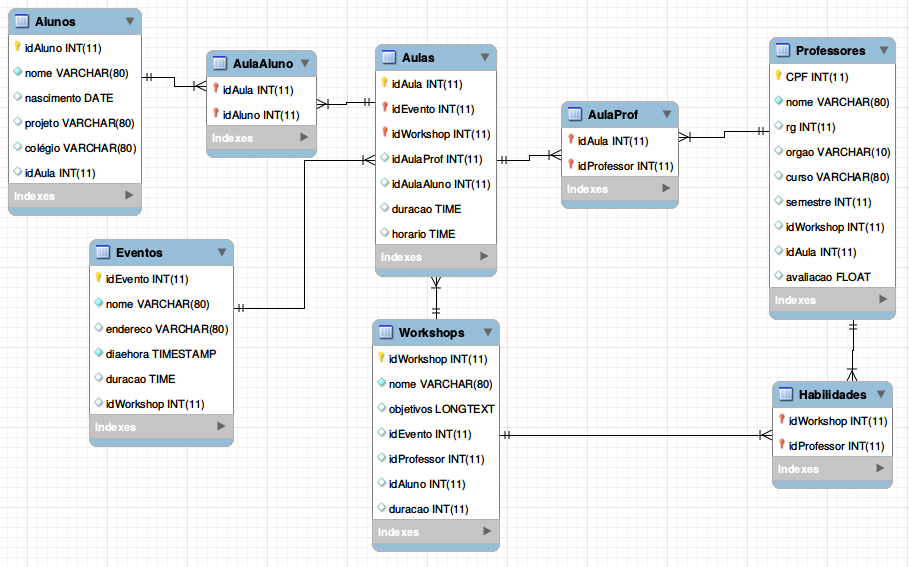 Alunos
idAluno INT(11)
nome VARCHAR(80)
nascimento DATE
projeto VARCHAR(80)
colégio VARCHAR(80)
idAula INT(11)
Indexes
AulaAluno
idAula INT(11)
idAluno INT(11)
Indexes
Aulas
idAula INT(11)
idEvento INT(11)
idWorkshop INT(11)
idAulaProf INT(11)
idAulaAluno INT(11)
duracao TIME
horario TIME
Indexes
AulaProf
idAula INT(11)
idProfessor INT(11)
Indexes
Professores
CPF INT(11)
nome VARCHAR(80)
rg INT(11)
orgao VARCHAR(10)
curso VARCHAR(80)
semestre INT(11)
idWorkshop INT(11)
idAula INT(11)
avaliacao FLOAT
Indexes
Eventos
idEvento INT(11)
nome VARCHAR(80)
endereco VARCHAR(80)
diaehora TIMESTAMP
duracao TIME
idWorkshop INT(11)
Indexes
Workshops
idWorkshop INT(11)
nome VARCHAR(80)
objetivos LONGTEXT
idEvento INT(11)
idProfessor INT(11)
idAluno INT(11)
duracao INT(11)
Indexes
Habilidades
idWorkshop INT(11)
idProfessor INT(11)
Indexes